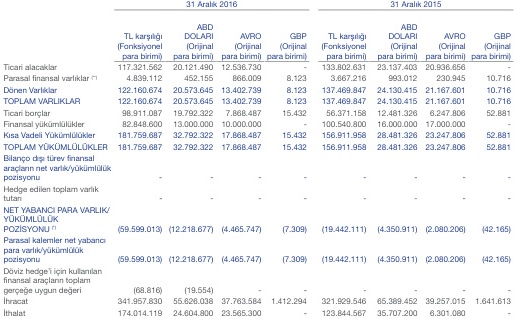 31 Aralık 2016 31 Aralık 2015
ABD ABD
TL karşılığı DOLARI AVRO GBP TL karşılığı DOLARI AVRO GBP
(Fonksiyonel (Orijinal (Orijinal (Orijinal (Fonksiyonel (Orijinal (Orijinal (Orijinal
para birimi) para birimi) para birimi) para birimi) para birimi) para birimi) para birimi) para birimi)
Ticari alacaklar 117.321.562 20.121.490 12.536.730 - 133.802.631 23.137.403 20.936.656 -
Parasal finansal varlıklar (**) 4.839.112 452.155 866.009 8.123 3.667.216 993.012 230.945 10.716
Dönen Varlıklar 122.160.674 20.573.645 13.402.739 8.123 137.469.847 24.130.415 21.167.601 10.716
TOPLAM VARLIKLAR 122.160.674 20.573.645 13.402.739 8.123 137.469.847 24.130.415 21.167.601 10.716
Ticari borçlar 98.911.087 19.792.322 7.868.487 15.432 56.371.158 12.481.326 6.247.806 52.881
Finansal yükümlülükler 82.848.600 13.000.000 10.000.000 - 100.540.800 16.000.000 17.000.000 -
Kısa Vadeli Yükümlülükler 181.759.687 32.792.322 17.868.487 15.432 156.911.958 28.481.326 23.247.806 52.881
TOPLAM YÜKÜMLÜLÜKLER 181.759.687 32.792.322 17.868.487 15.432 156.911.958 28.481.326 23.247.806 52.881
Bilanço dışı türev finansal
araçların net varlık/yükümlülük
pozisyonu - - - - - - - -
Hedge edilen toplam varlık
tutarı - - - - - - - -
NET YABANCI PARA VARLIK/
YÜKÜMLÜLÜK
POZİSYONU (*) (59.599.013) (12.218.677) (4.465.747) (7.309) (19.442.111) (4.350.911) (2.080.206) (42.165)
Parasal kalemler net yabancı
para varlık/yükümlülük
pozisyonu (59.599.013) (12.218.677) (4.465.747) (7.309) (19.442.111) (4.350.911) (2.080.206) (42.165)
Döviz hedge'i için kullanılan
finansal araçların toplam
gerçeğe uygun değeri (68.816) (19.554) - - - - - -
İhracat 341.957.830 55.626.038 37.763.584 1.412.294 321.929.546 65.389.452 39.257.015 1.641.613
İthalat 174.014.119 24.604.800 23.565.300 - 123.844.567 35.707.200 6.301.080 -